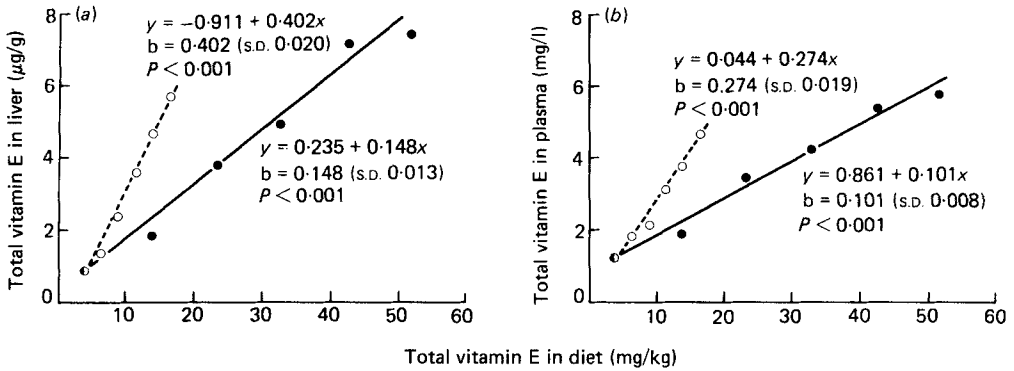 (a)
y = −0·911 + 0·402x
b = 0·402 (S.D. 0·020)
P < 0·001
y = 0·235 + 0·148x
b = 0·148 (S.D. 0·013)
P < 0·001
Total vitamin E in liver (μg/g)
8
6
4
2
0
10
20
30
40
50
60
(b)
y = 0·044 + 0·274x
b = 0.274 (S.D. 0·019)
P < 0·001
y = 0·861 + 0·101x
b = 0·101 (S.D. 0·008)
P < 0·001
Total vitamin E in plasma (mg/l)
8
6
4
2
0
10
20
30
40
50
60
Total vitamin E in diet (mg/kg)